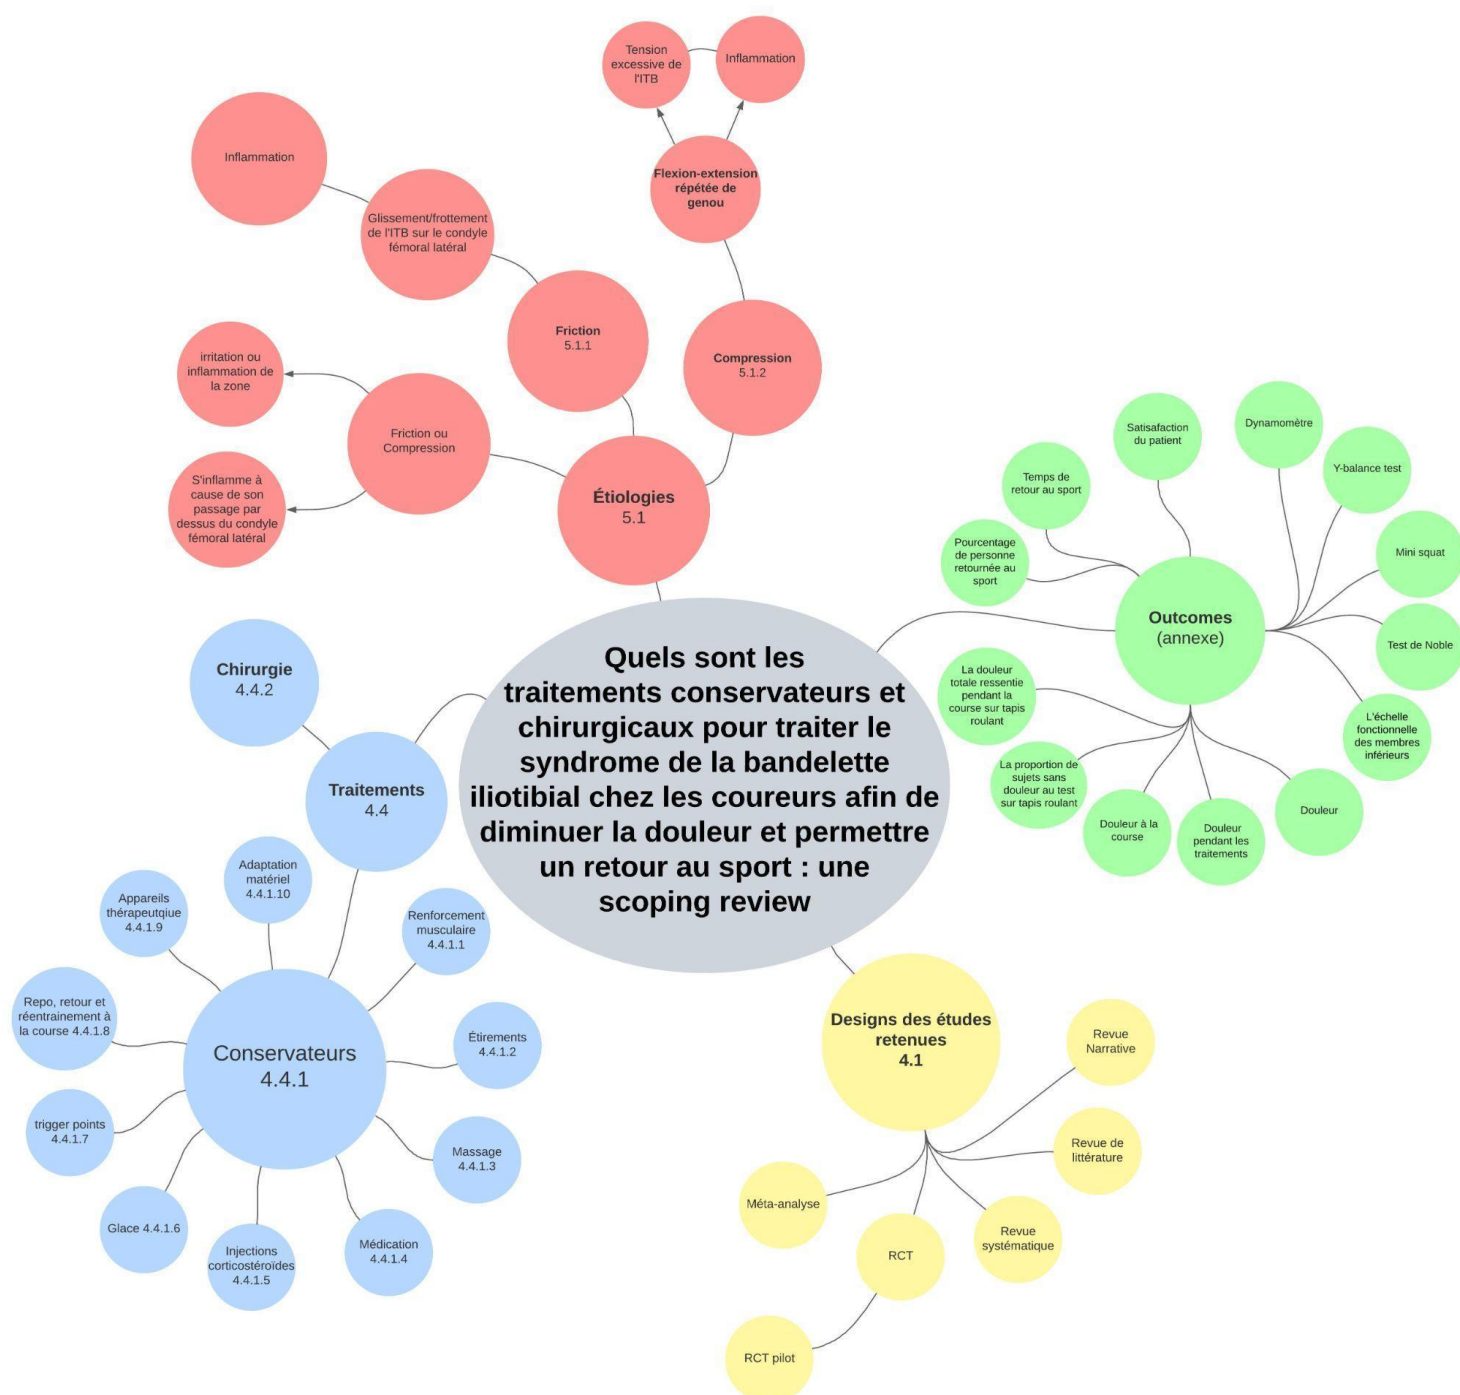 Tension
excessive de
l'ITB
Inflammation
Inflammation
Flexion-extension
répétée de
genou
Glissement/frottement
de l'ITB sur le condyle
fémoral latéral
Friction
5.1.1
Compression
5.1.2
irritation ou
inflammation de
la zone
Friction ou
Compression
S'inflamme à
cause de son
passage par
dessus du condyle
fémoral latéral
Étiologies
5.1
Satisafaction
du patient
Dynamomètre
Y-balance test
Temps de
retour au sport
Mini squat
Pourcentage
de personne
retournée au
sport
Outcomes
(annexe)
Test de Noble
La douleur
totale ressentie
pendant la
course sur tapis
roulant
L'échelle
fonctionnelle
des membres
inférieurs
La proportion de
sujets sans
douleur au test
sur tapis roulant
Douleur à la
course
Douleur
pendant les
traitements
Douleur
Quels sont les
traitements conservateurs et
chirurgicaux pour traiter le
syndrome de la bandelette
iliotibial chez les coureurs afin de
diminuer la douleur et permettre
un retour au sport : une
scoping review
Chirurgie
4.4.2
Traitements
4.4
Adaptation
matériel
4.4.1.10
Appareils
thérapeutqiue
4.4.1.9
Renforcement
musculaire
4.4.1.1
Repo, retour et
réentrainement à
la course 4.4.1.8
Étirements
4.4.1.2
Conservateurs
4.4.1
trigger points
4.4.1.7
Massage
4.4.1.3
Glace 4.4.1.6
Injections
corticostéroïdes
4.4.1.5
Médication
4.4.1.4
Designs des études
retenues
4.1
Revue
Narrative
Revue de
littérature
Méta-analyse
Revue
systématique
RCT
RCT pilot